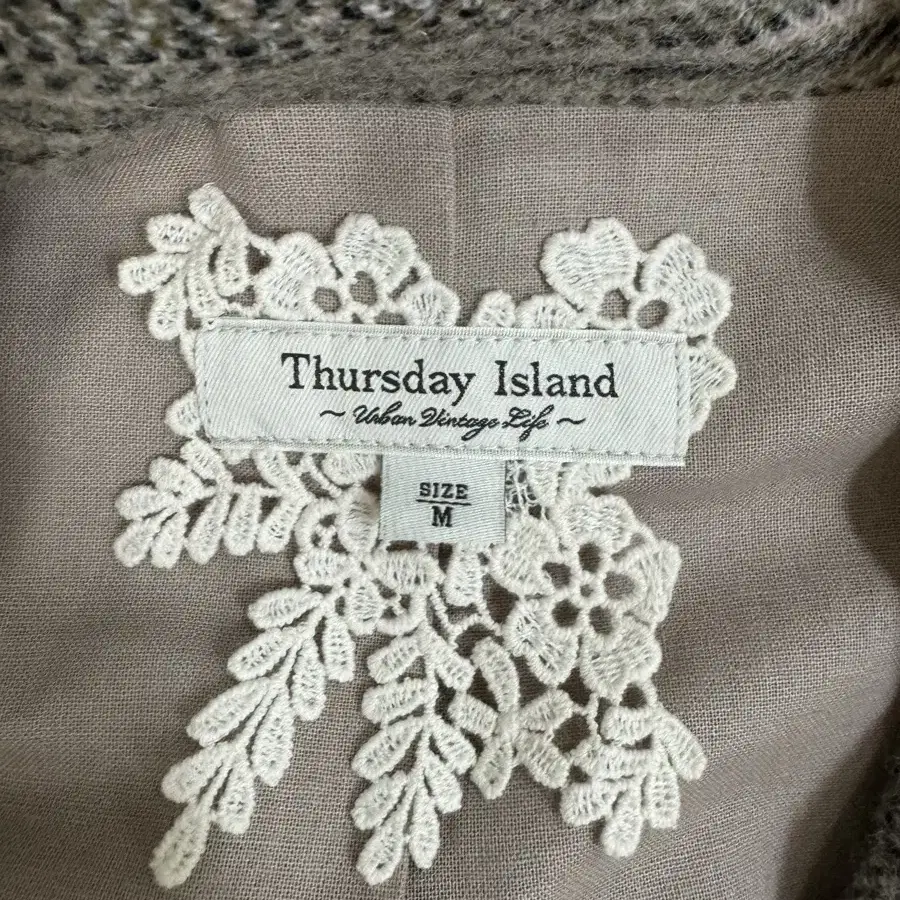 Thursday Island
~ Urban Vintage Life ~
SIZE
M